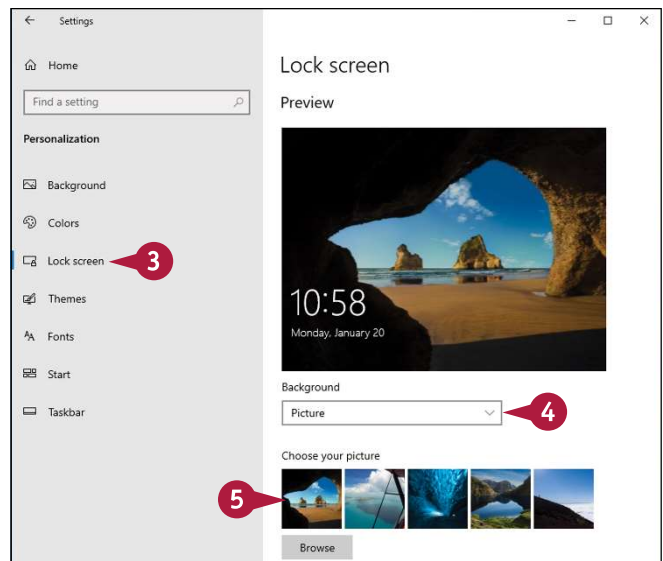 Settings
Home
Find a setting
Personalization
Background
Colors
Lock screen
3
Themes
Fonts
Start
Taskbar
Lock screen
Preview
10:58
Monday, January 20
Background
Picture
4
Choose your picture
5
Browse